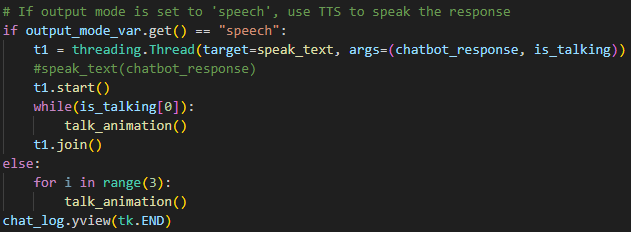 # If output mode is set to 'speech', use TTS to speak the response
if output_mode_var.get() == "speech":
    t1 = threading.Thread(target=speak_text, args=(chatbot_response, is_talking))
    #speak_text(chatbot_response)
    t1.start()
    while(is_talking[0]):
        talk_animation()
    t1.join()
else:
    for i in range(3):
        talk_animation()
chat_log.yview(tk.END)